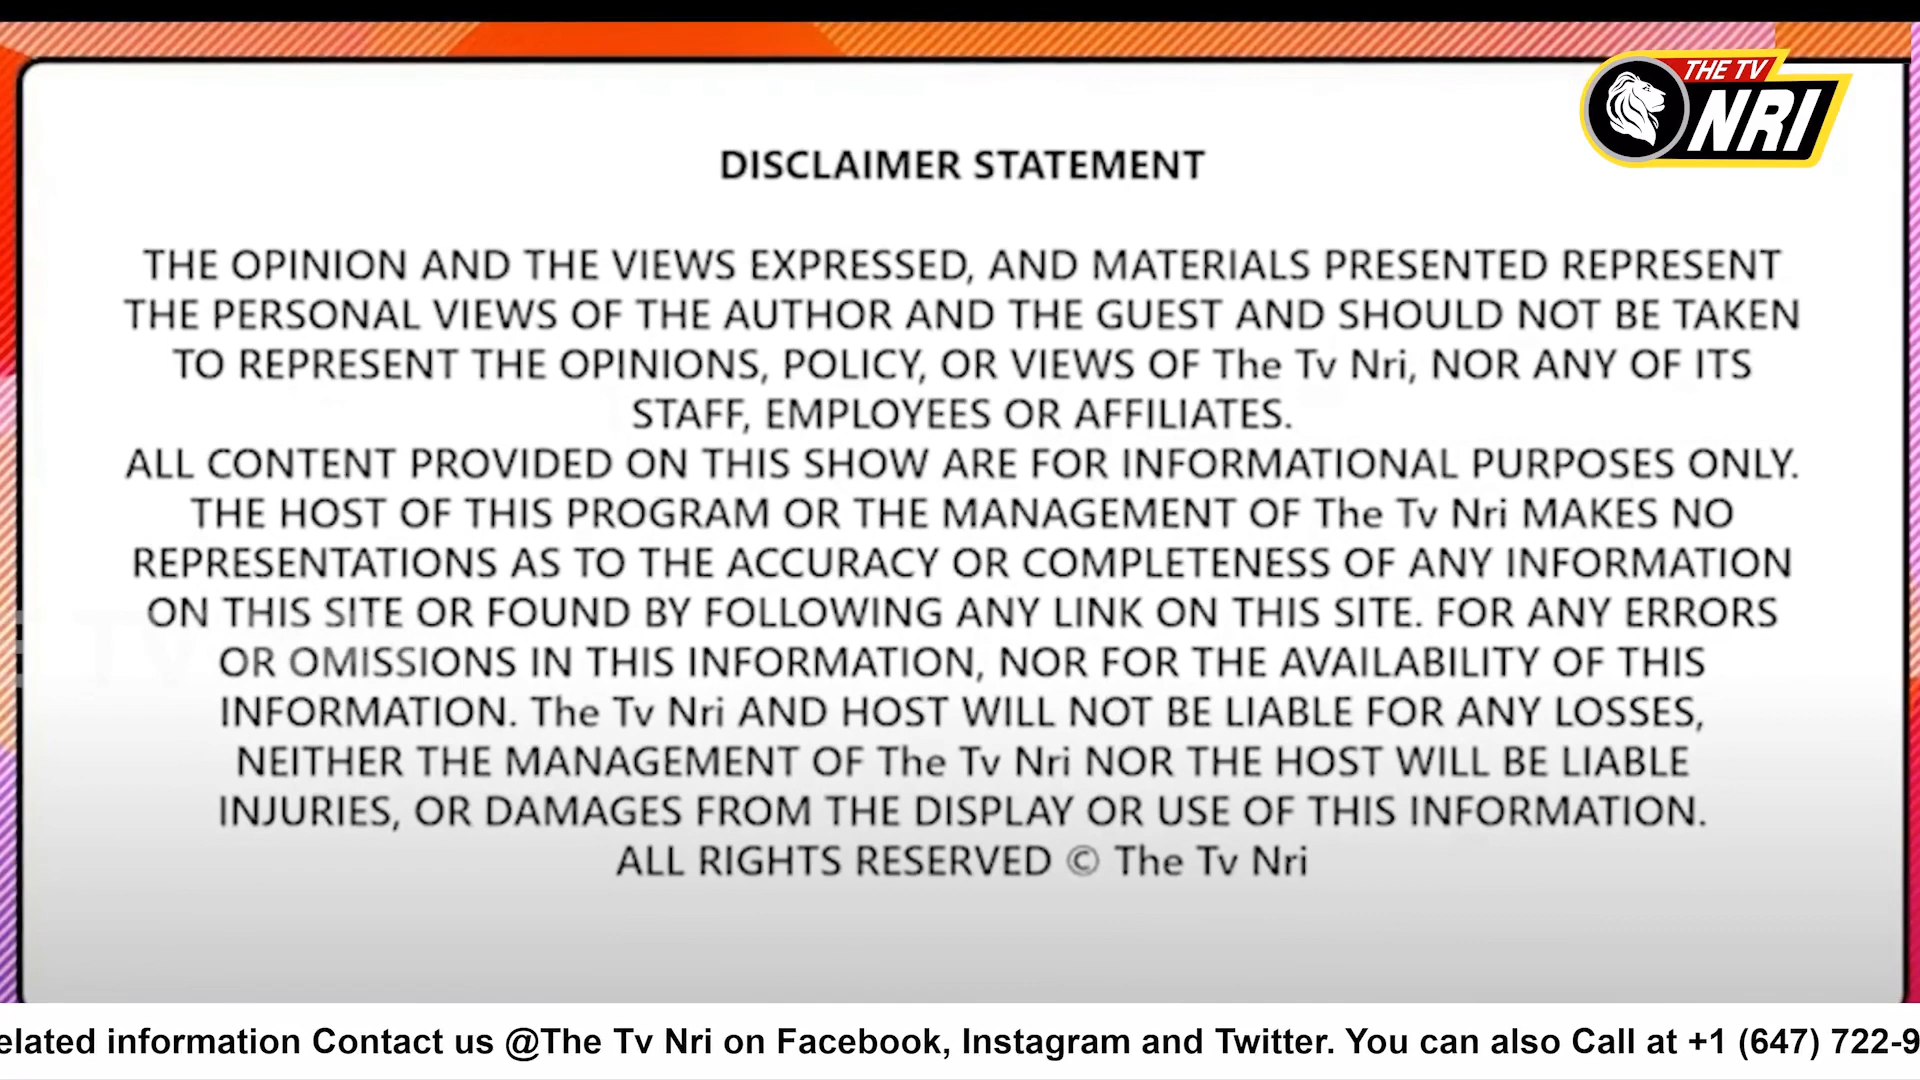 THE TV
NRI
DISCLAIMER STATEMENT
THE OPINION AND THE VIEWS EXPRESSED, AND MATERIALS PRESENTED REPRESENT
THE PERSONAL VIEWS OF THE AUTHOR AND THE GUEST AND SHOULD NOT BE TAKEN
TO REPRESENT THE OPINIONS, POLICY, OR VIEWS OF The Tv Nri, NOR ANY OF ITS
STAFF, EMPLOYEES OR AFFILIATES.
ALL CONTENT PROVIDED ON THIS SHOW ARE FOR INFORMATIONAL PURPOSES ONLY.
THE HOST OF THIS PROGRAM OR THE MANAGEMENT OF The Tv Nri MAKES NO
REPRESENTATIONS AS TO THE ACCURACY OR COMPLETENESS OF ANY INFORMATION
ON THIS SITE OR FOUND BY FOLLOWING ANY LINK ON THIS SITE. FOR ANY ERRORS
OR OMISSIONS IN THIS INFORMATION, NOR FOR THE AVAILABILITY OF THIS
INFORMATION. The Tv Nri AND HOST WILL NOT BE LIABLE FOR ANY LOSSES,
NEITHER THE MANAGEMENT OF The Tv Nri NOR THE HOST WILL BE LIABLE
INJURIES, OR DAMAGES FROM THE DISPLAY OR USE OF THIS INFORMATION.
ALL RIGHTS RESERVED © The Tv Nri
TV
elated information Contact us @The Tv Nri on Facebook, Instagram and Twitter. You can also Call at +1 (647) 722-9